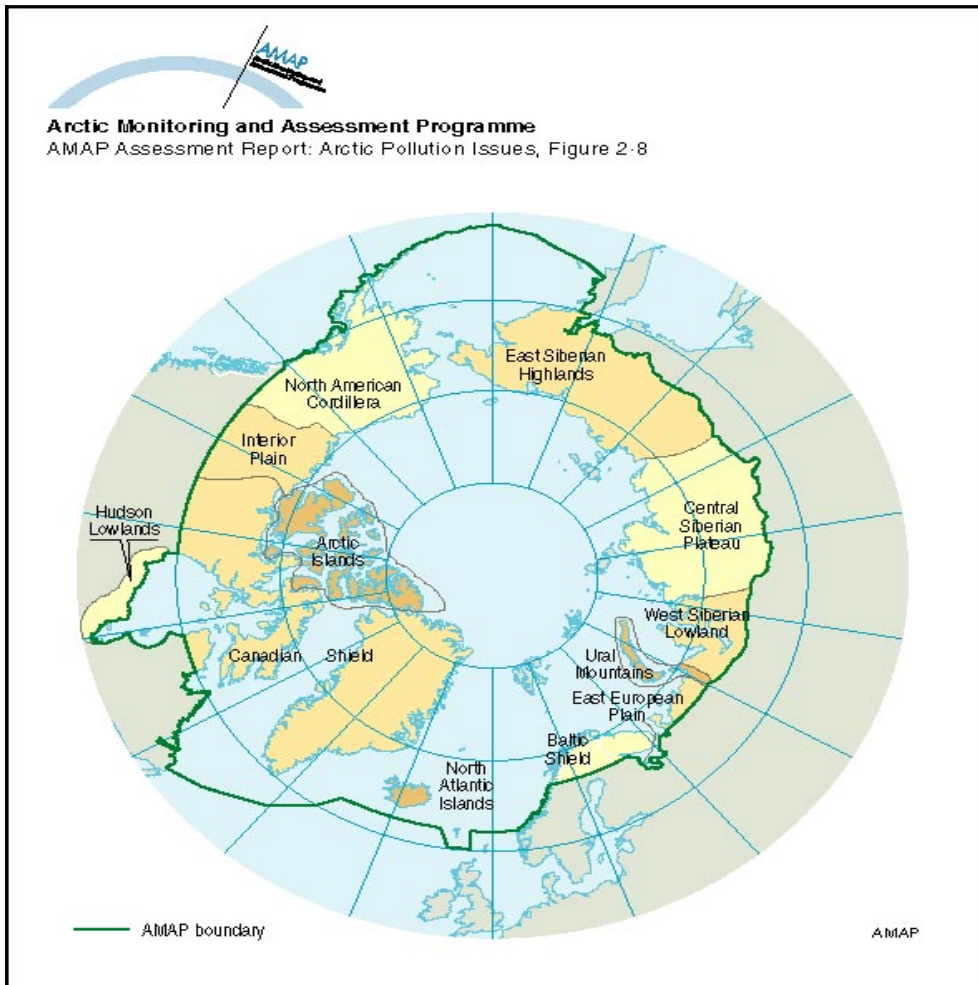 AMAP
Arctic Monitoring and Assessment Programme
AMAP Assessment Report: Arctic Pollution Issues, Figure 2·8
East Siberian
Highlands
North American
Cordillera
Interior
Plain
Hudson
Lowlands
Arctic
Islands
Central
Siberian
Plateau
West Siberian
Lowland
Canadian Shield
Ural
Mountains
East European
Plain
Baltic
Shield
North
Atlantic
Islands
AMAP boundary
AMAP